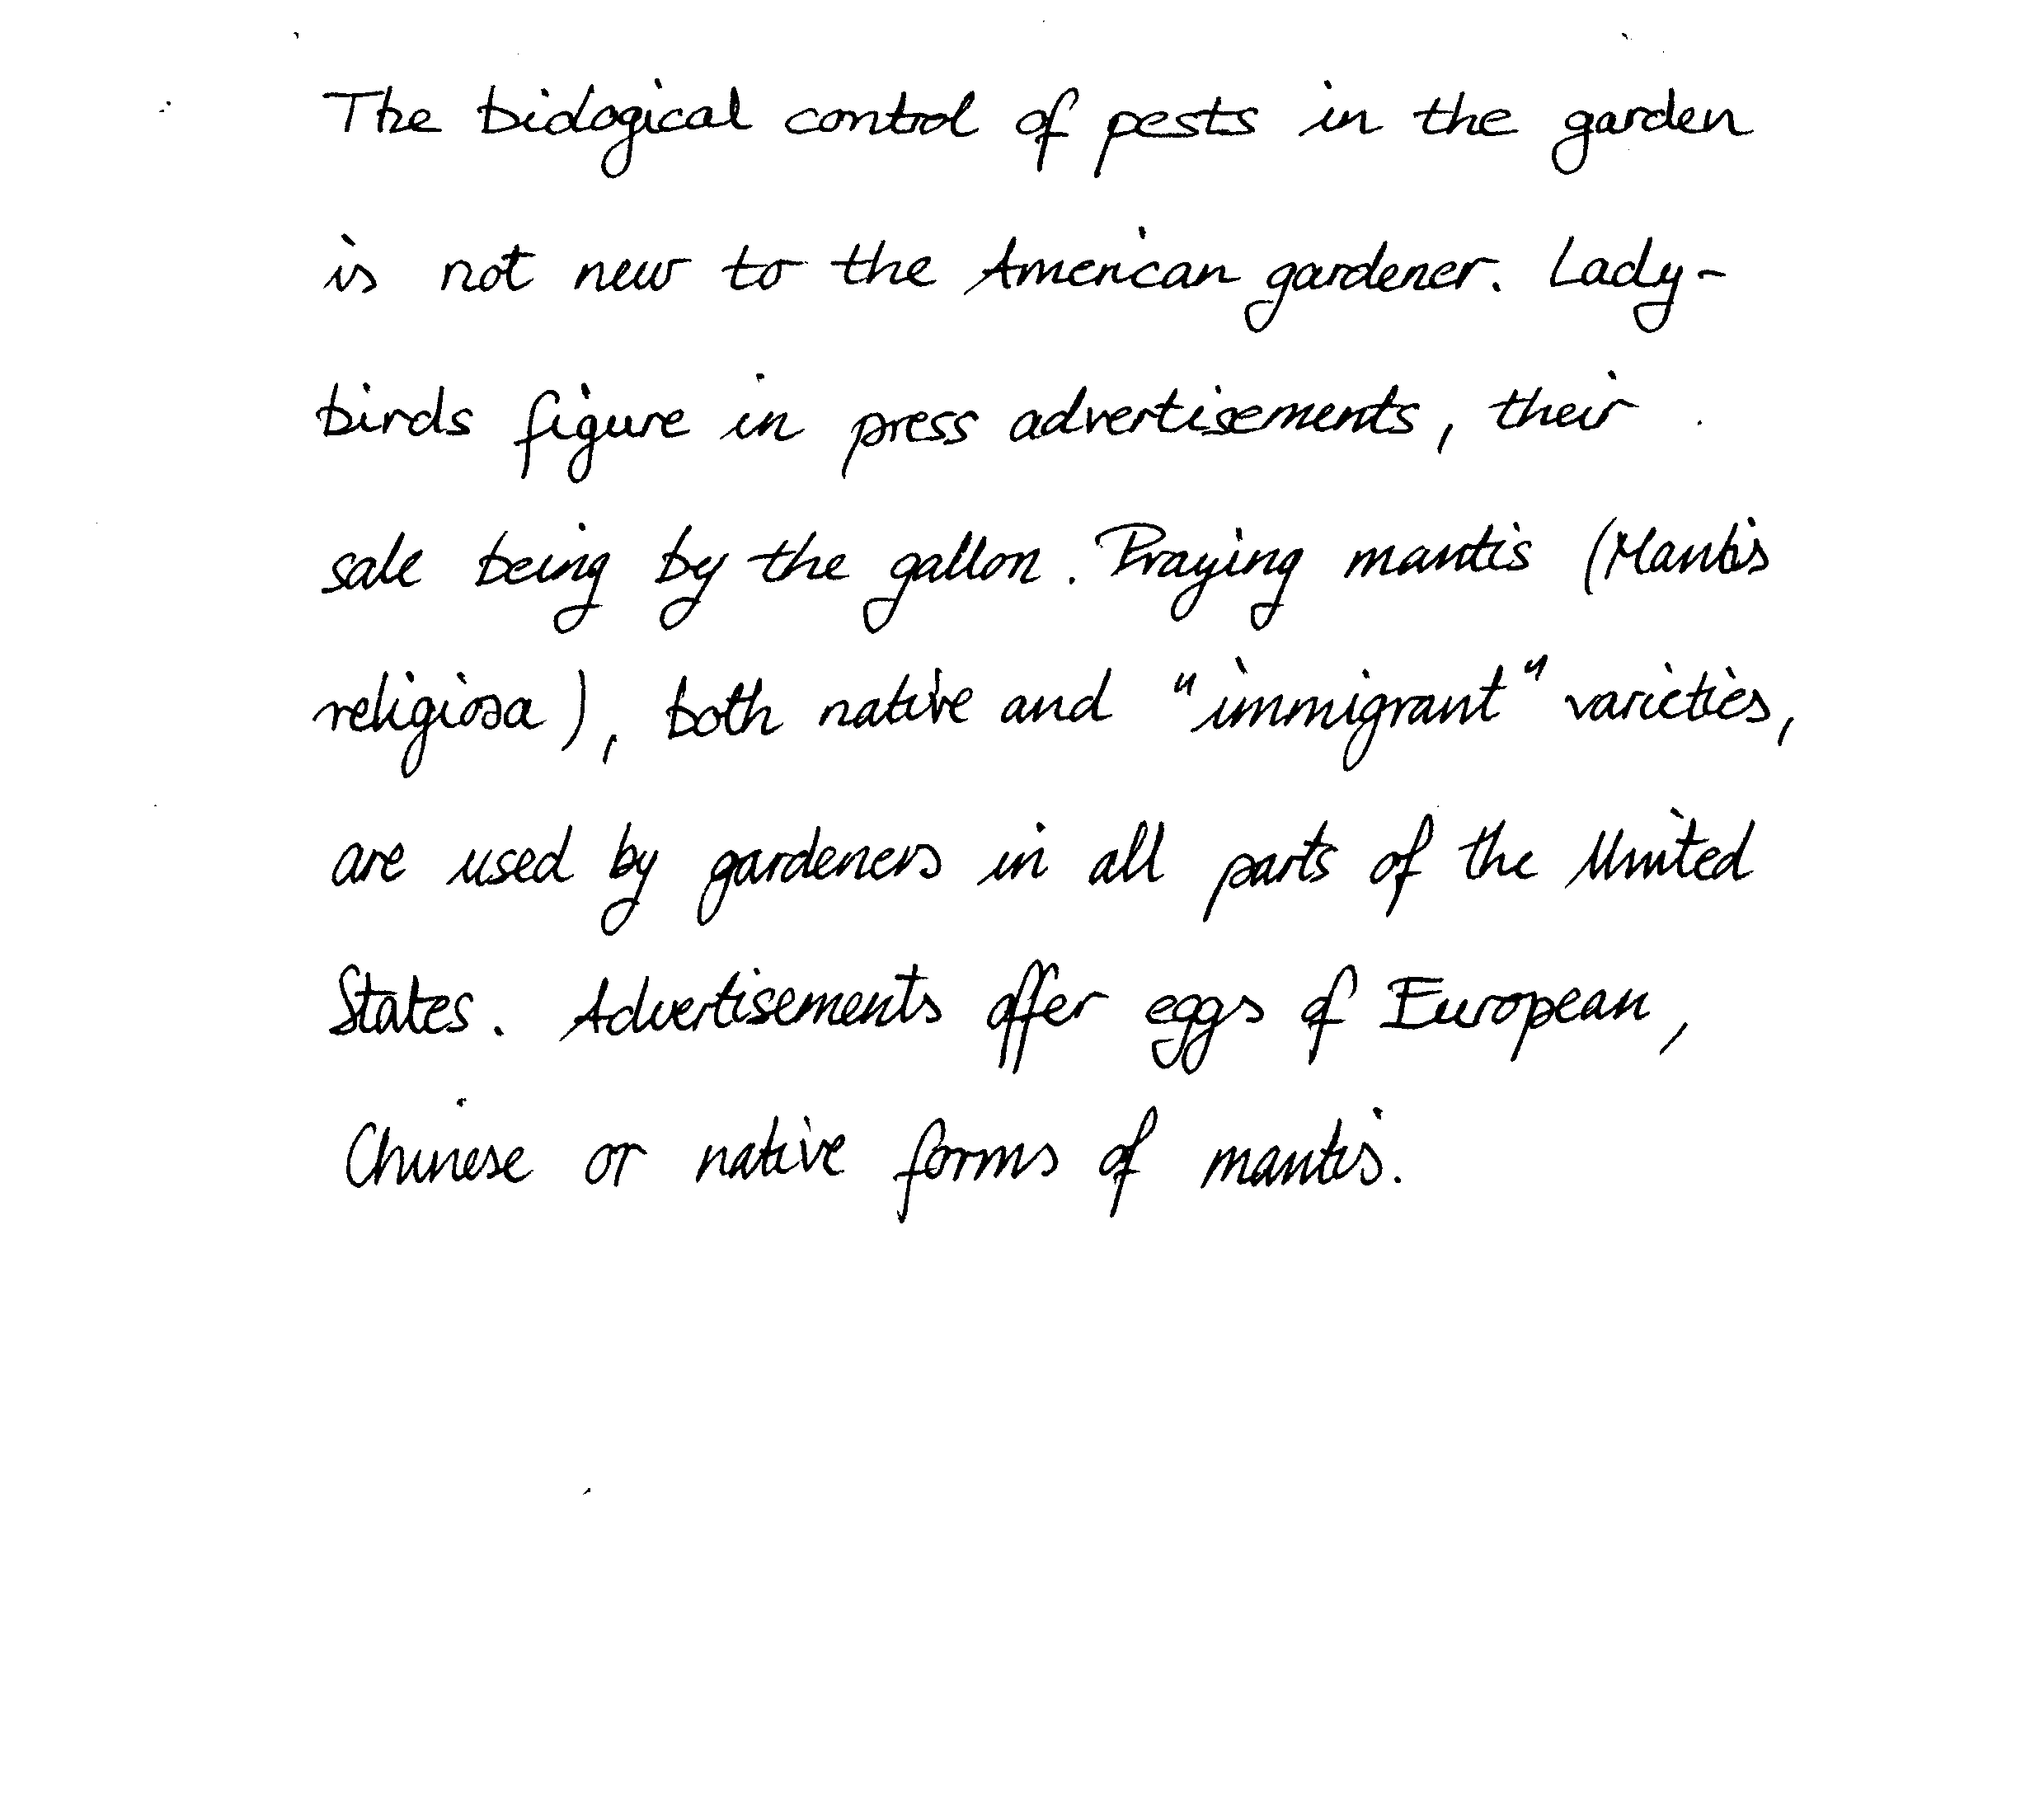 The biological control of pests in the garden
is not new to the American gardener. Lady-
birds figure in press advertisements, their
sale being by the gallon. Praying mantis (Mantis
religiosa), both native and "immigrant" varieties,
are used by gardeners in all parts of the United
States. Advertisements offer eggs of European,
Chinese or native forms of mantis.